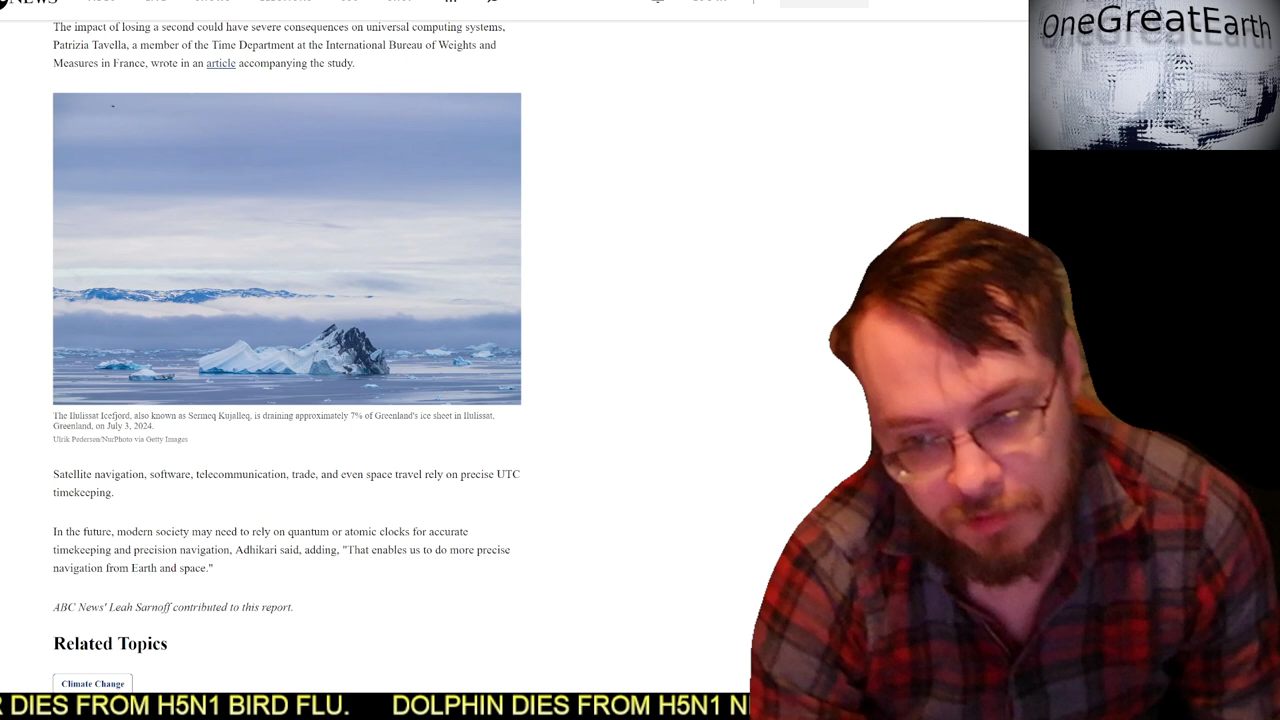 NEWS
OneGreatEarth
The impact of losing a second could have severe consequences on universal computing systems,
Patrizia Tavella, a member of the Time Department at the International Bureau of Weights and
Measures in France, wrote in an article accompanying the study.
The Ilulissat Icefjord, also known as Sermeq Kujalleq, is draining approximately 7% of Greenland's ice sheet in Ilulissat,
Greenland, on July 3, 2024.
Ulrik Pedersen/NurPhoto via Getty Images
Satellite navigation, software, telecommunication, trade, and even space travel rely on precise UTC
timekeeping.
In the future, modern society may need to rely on quantum or atomic clocks for accurate
timekeeping and precision navigation, Adhikari said, adding, "That enables us to do more precise
navigation from Earth and space."
ABC News' Leah Sarnoff contributed to this report.
Related Topics
Climate Change
R DIES FROM H5N1 BIRD FLU. DOLPHIN DIES FROM H5N1